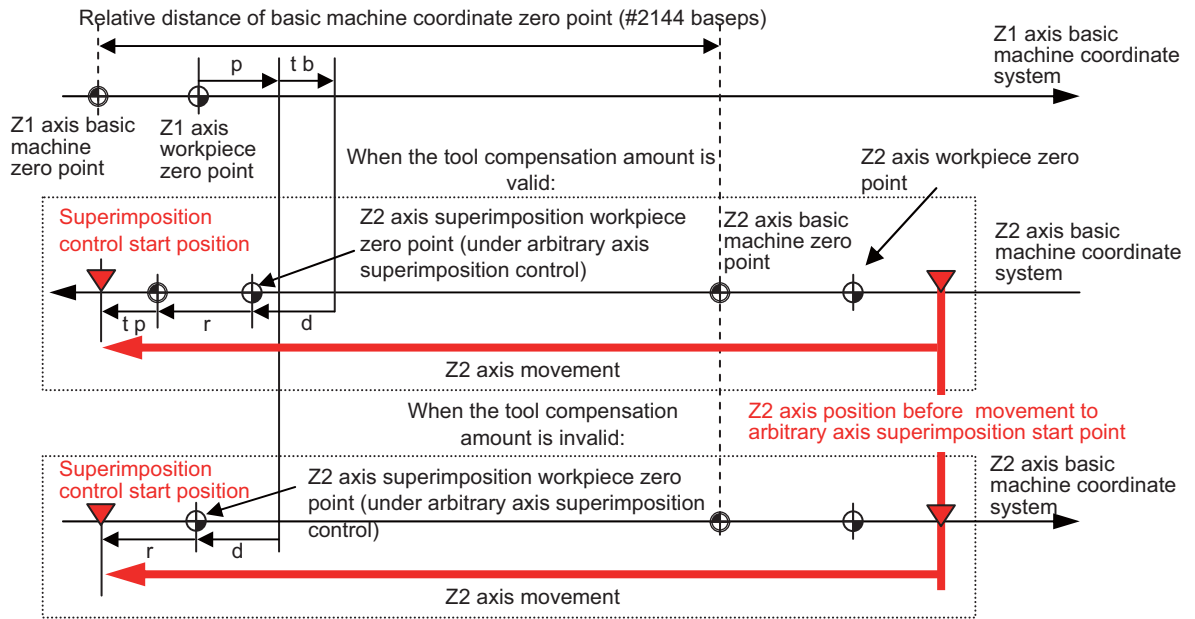 Relative distance of basic machine coordinate zero point (#2144 baseps)
Z1 axis basic
machine coordinate
system
p
t b
Z1 axis basic
machine
zero point
Z1 axis
workpiece
zero point
When the tool compensation amount is
valid:
Z2 axis workpiece zero
point
Superimposition
control start position
Z2 axis superimposition workpiece
zero point (under arbitrary axis
superimposition control)
Z2 axis basic
machine zero
point
Z2 axis basic
machine coordinate
system
t p
r
d
Z2 axis movement
When the tool compensation
amount is invalid:
Z2 axis position before movement to
arbitrary axis superimposition start point
Superimposition
control start position
Z2 axis superimposition workpiece zero
point (under arbitrary axis superimposition
control)
Z2 axis basic
machine coordinate
system
r
d
Z2 axis movement